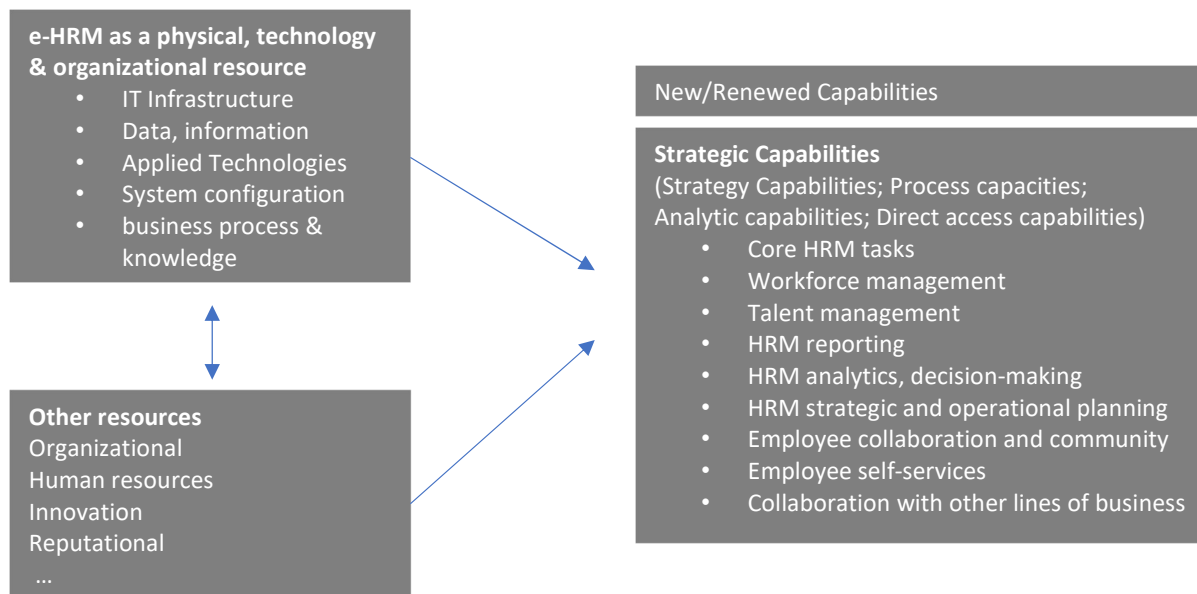 e-HRM as a physical, technology
& organizational resource
• IT Infrastructure
• Data, information
• Applied Technologies
• System configuration
• business process &
knowledge
Other resources
Organizational
Human resources
Innovation
Reputational
...
New/Renewed Capabilities
Strategic Capabilities
(Strategy Capabilities; Process capacities;
Analytic capabilities; Direct access capabilities)
• Core HRM tasks
• Workforce management
• Talent management
• HRM reporting
• HRM analytics, decision-making
• HRM strategic and operational planning
• Employee collaboration and community
• Employee self-services
• Collaboration with other lines of business